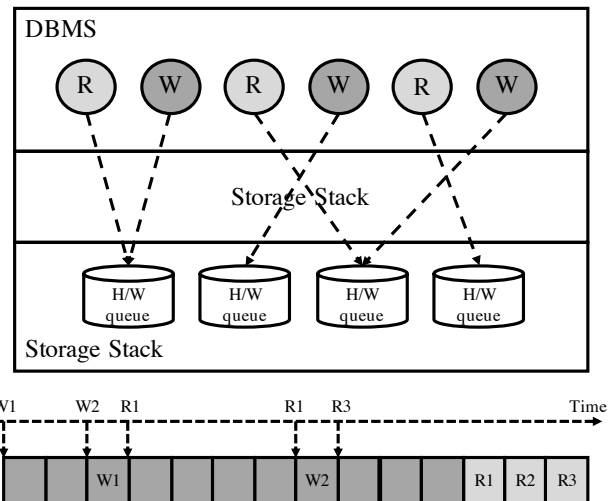 DBMS
R W R W R W
Storage Stack
H/W queue H/W queue H/W queue H/W queue
Storage Stack
W1 W2 R1 R1 R3 Time
W1 W2 R1 R2 R3